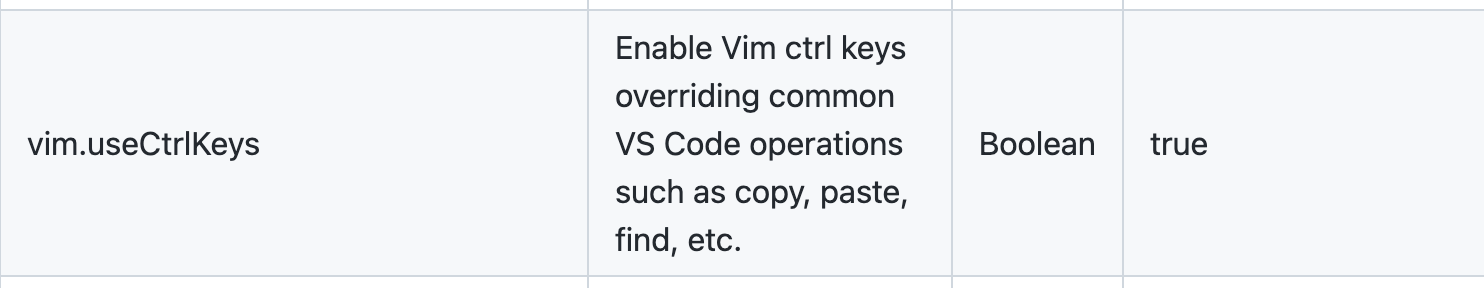 vim.useCtrlKeys
Enable Vim ctrl keys
overriding common
VS Code operations
such as copy, paste,
find, etc.
Boolean
true